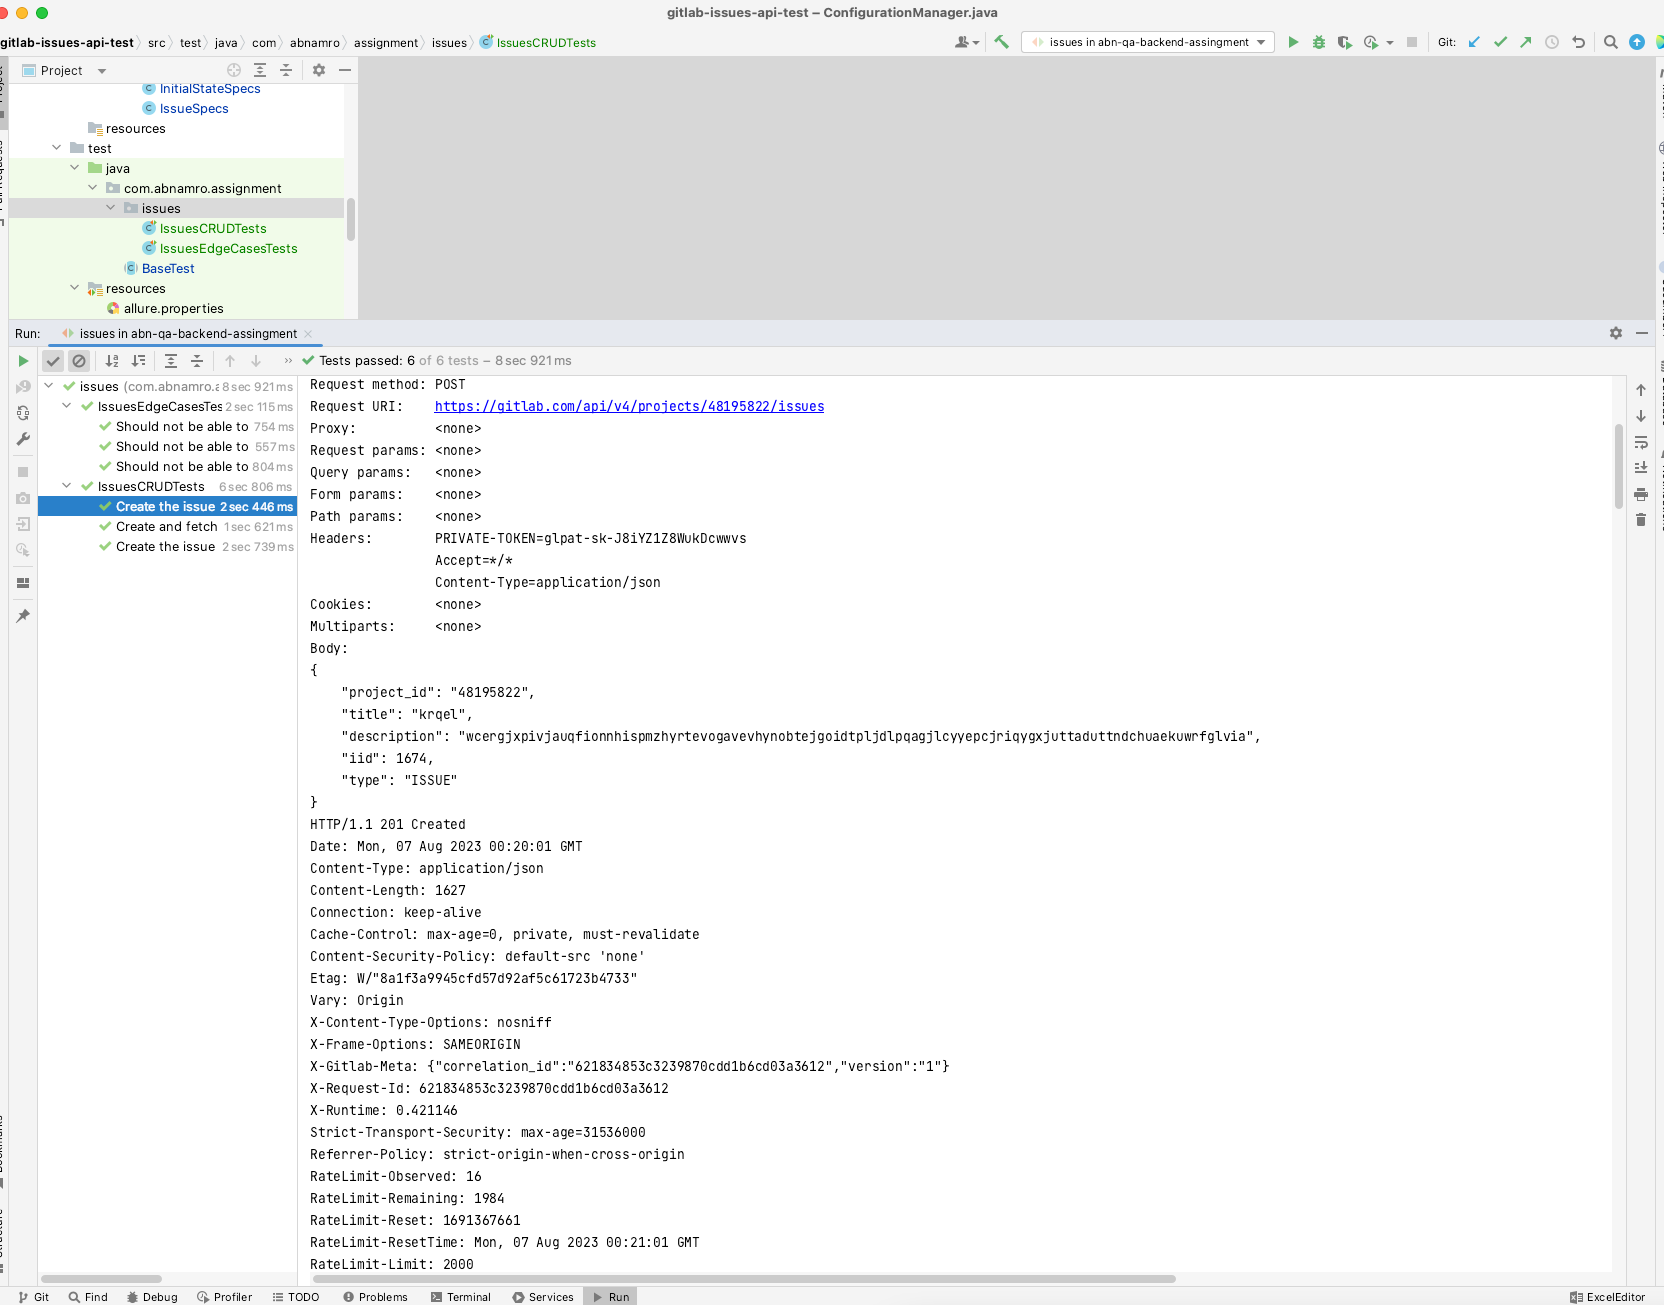 gitlab-issues-api-test – ConfigurationManager.java
gitlab-issues-api-test src test java com abnamro assignment issues IssuesCRUDTests
issues in abn-qa-backend-assingment
Git:
Project
InitialStateSpecs
IssueSpecs
resources
test
java
com.abnamro.assignment
issues
IssuesCRUDTests
IssuesEdgeCasesTests
BaseTest
resources
allure.properties
Run: issues in abn-qa-backend-assingment
Tests passed: 6 of 6 tests – 8 sec 921 ms
issues (com.abnamro.a 8 sec 921 ms
IssuesEdgeCasesTes 2 sec 115 ms
Should not be able to 754 ms
Should not be able to 557 ms
Should not be able to 804 ms
IssuesCRUDTests 6 sec 806 ms
Create the issue 2 sec 446 ms
Create and fetch 1 sec 621 ms
Create the issue 2 sec 739 ms
Request method: POST
Request URI: https://gitlab.com/api/v4/projects/48195822/issues
Proxy: <none>
Request params: <none>
Query params: <none>
Form params: <none>
Path params: <none>
Headers: PRIVATE-TOKEN=glpat-sk-J8iYZ1Z8WukDcwwvs
Accept=*/*
Content-Type=application/json
Cookies: <none>
Multiparts: <none>
Body:
{
"project_id": "48195822",
"title": "krqel",
"description": "wcergjxpivjauqfionnhispmzhyrtevogavevhynobtejgoidtpljdlpqagjlcyyepcjriqygxjuttaduttndchuaekuwrfglvia",
"iid": 1674,
"type": "ISSUE"
}
HTTP/1.1 201 Created
Date: Mon, 07 Aug 2023 00:20:01 GMT
Content-Type: application/json
Content-Length: 1627
Connection: keep-alive
Cache-Control: max-age=0, private, must-revalidate
Content-Security-Policy: default-src 'none'
Etag: W/"8a1f3a9945cfd57d92af5c61723b4733"
Vary: Origin
X-Content-Type-Options: nosniff
X-Frame-Options: SAMEORIGIN
X-Gitlab-Meta: {"correlation_id":"621834853c3239870cdd1b6cd03a3612","version":"1"}
X-Request-Id: 621834853c3239870cdd1b6cd03a3612
X-Runtime: 0.421146
Strict-Transport-Security: max-age=31536000
Referrer-Policy: strict-origin-when-cross-origin
RateLimit-Observed: 16
RateLimit-Remaining: 1984
RateLimit-Reset: 1691367661
RateLimit-ResetTime: Mon, 07 Aug 2023 00:21:01 GMT
RateLimit-Limit: 2000
Git Find Debug Profiler TODO Problems Terminal Services Run ExcelEditor